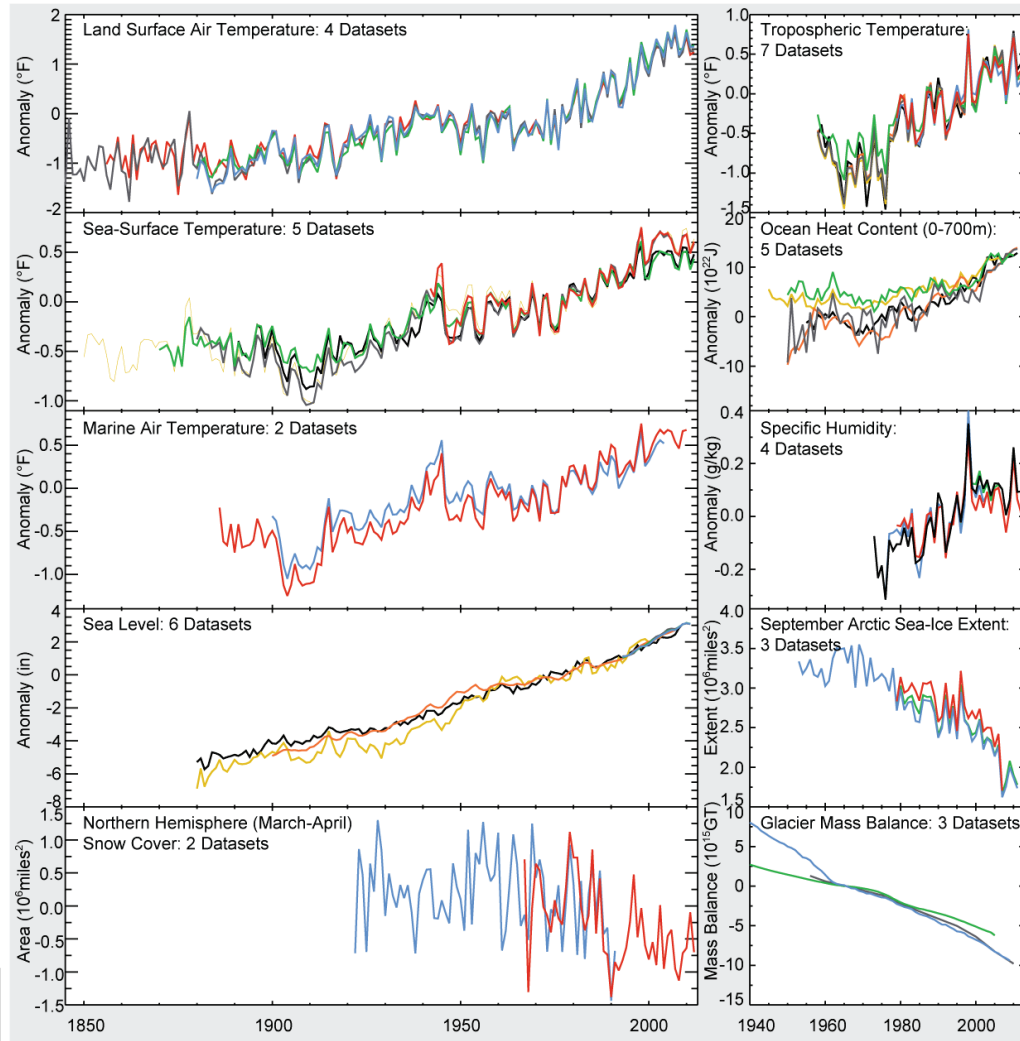 Land Surface Air Temperature: 4 Datasets
Anomaly (°F)
2
1
0
-1
2
Sea-Surface Temperature: 5 Datasets
Anomaly (°F)
0.5
0.0
-0.5
-1.0
Marine Air Temperature: 2 Datasets
Anomaly (°F)
0.5
0.0
-0.5
-1.0
Sea Level: 6 Datasets
Anomaly (in)
4
2
0
-2
-4
-6
-8
Northern Hemisphere (March-April)
Snow Cover: 2 Datasets
Area (10⁶miles²)
1.5
1.0
0.5
0.0
-0.5
-1.0
-1.5
1850
1900
1950
2000
Tropospheric Temperature:
7 Datasets
Anomaly (°F)
1.0
0.5
0.0
-0.5
-1.0
-1.5
Ocean Heat Content (0-700m):
5 Datasets
Anomaly (10²²J)
20
10
0
-10
Specific Humidity:
4 Datasets
Anomaly (g/kg)
0.4
0.2
0.0
-0.2
September Arctic Sea-Ice Extent:
3 Datasets
Extent (10⁶miles²)
4.0
3.5
3.0
2.5
2.0
1.5
Glacier Mass Balance: 3 Datasets
Mass Balance (10¹⁵GT)
10
5
0
-5
-10
-15
1940
1960
1980
2000